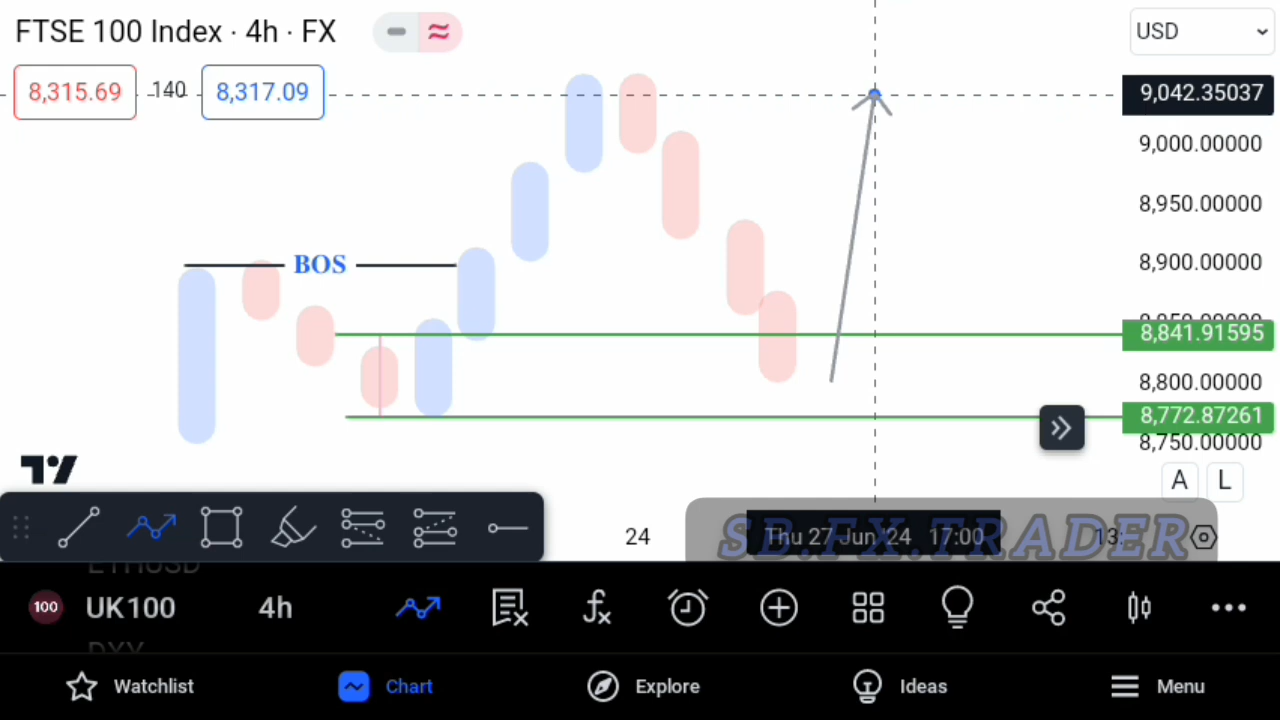 FTSE 100 Index · 4h · FX
USD
8,315.69
140
8,317.09
9,042.35037
9,000.00000
8,950.00000
BOS
8,900.00000
8,841.91595
8,800.00000
8,772.87261
8,750.00000
A
L
24
Thu 27 Jun '24 17:00
SB.FX.TRADER
ETHUSD
100
UK100
4h
DXY
Watchlist
Chart
Explore
Ideas
Menu